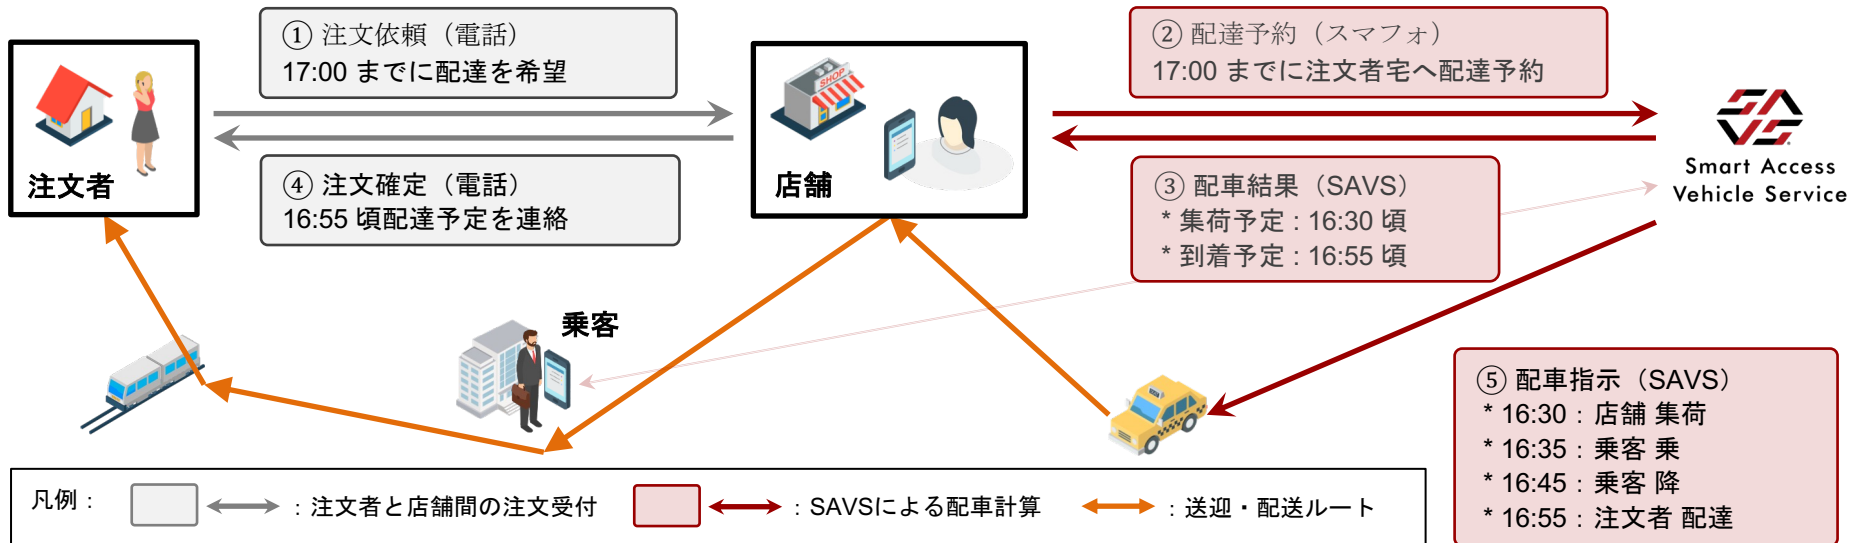 ① 注文依頼（電話）
17:00 までに配達を希望
② 配達予約（スマフォ）
17:00 までに注文者宅へ配達予約
注文者
SHOP
店舗
Smart Access
Vehicle Service
④ 注文確定（電話）
16:55 頃配達予定を連絡
③ 配車結果（SAVS）
* 集荷予定 : 16:30 頃
* 到着予定 : 16:55 頃
乗客
⑤ 配車指示（SAVS）
* 16:30 : 店舗 集荷
* 16:35 : 乗客 乗
* 16:45 : 乗客 降
* 16:55 : 注文者 配達
凡例 :
: 注文者と店舗間の注文受付
: SAVSによる配車計算
: 送迎・配送ルート